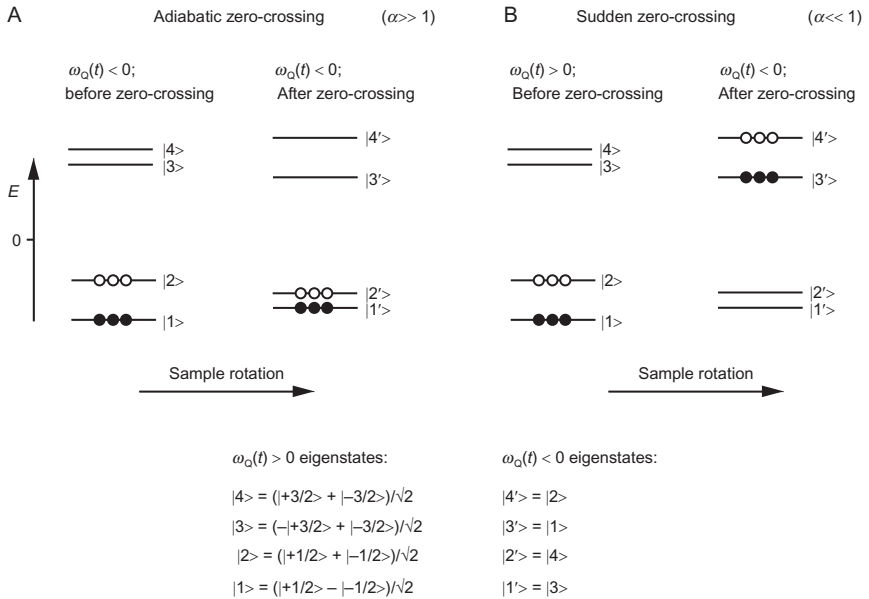 A Adiabatic zero-crossing (α>> 1)
ωQ(t) < 0;
before zero-crossing
ωQ(t) < 0;
After zero-crossing
|4>
|3>
|4′>
|3′>
E
0
|2>
|1>
|2′>
|1′>
Sample rotation
B Sudden zero-crossing (α<< 1)
ωQ(t) > 0;
Before zero-crossing
ωQ(t) < 0;
After zero-crossing
|4>
|3>
|4′>
|3′>
|2>
|1>
|2′>
|1′>
Sample rotation
ωQ(t) > 0 eigenstates:
|4> = (|+3/2> + |–3/2>)/√2
|3> = (–|+3/2> + |–3/2>)/√2
|2> = (|+1/2> + |–1/2>)/√2
|1> = (|+1/2> – |–1/2>)/√2
ωQ(t) < 0 eigenstates:
|4′> = |2>
|3′> = |1>
|2′> = |4>
|1′> = |3>